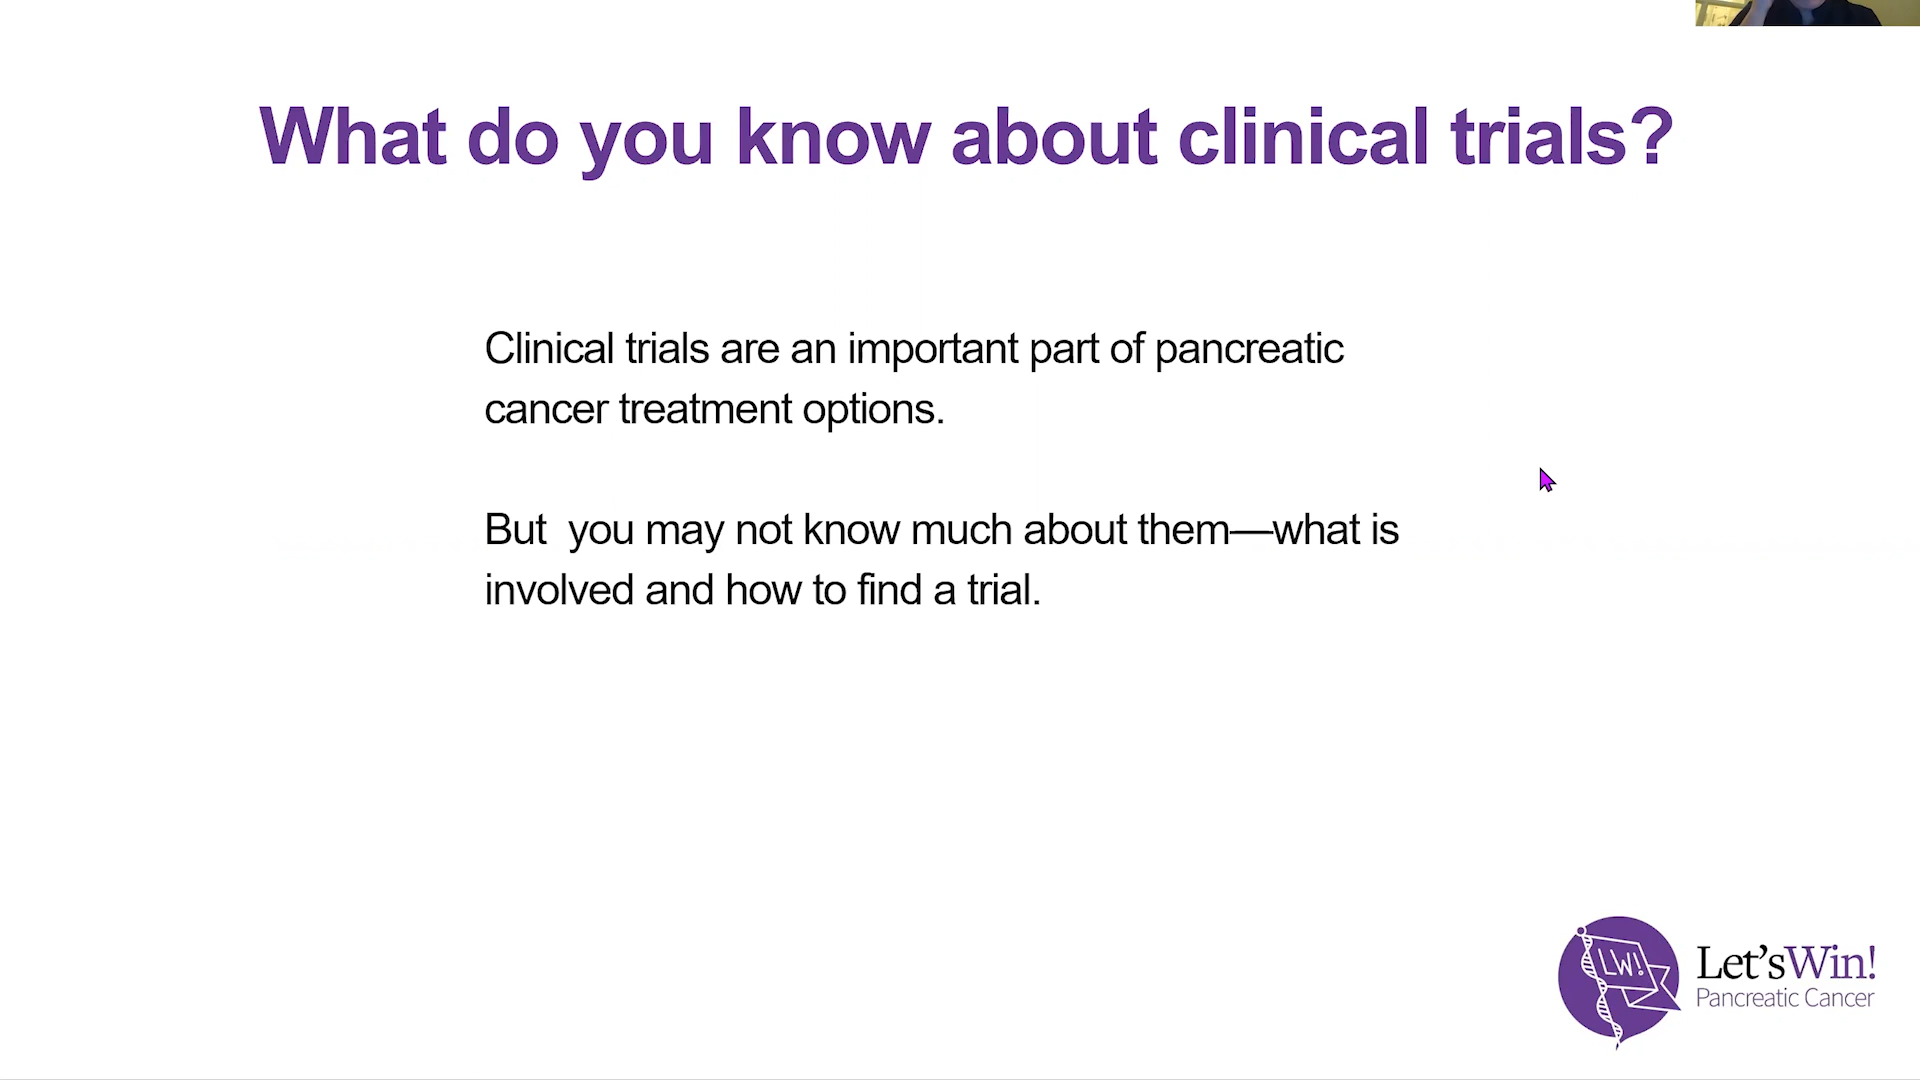 What do you know about clinical trials?
Clinical trials are an important part of pancreatic
cancer treatment options.
But  you may not know much about them—what is
involved and how to find a trial.
LW!
Let'sWin!
Pancreatic Cancer